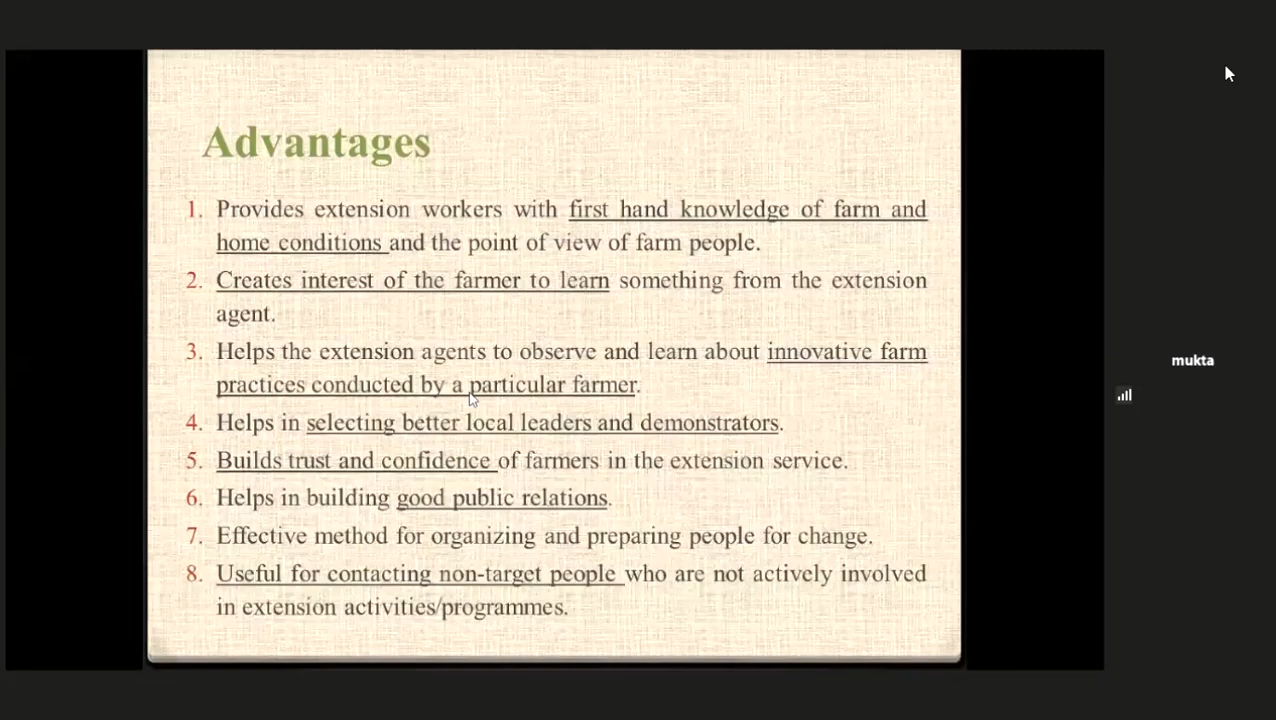 Advantages
1. Provides extension workers with first hand knowledge of farm and
home conditions and the point of view of farm people.
2. Creates interest of the farmer to learn something from the extension
agent.
3. Helps the extension agents to observe and learn about innovative farm
practices conducted by a particular farmer.
4. Helps in selecting better local leaders and demonstrators.
5. Builds trust and confidence of farmers in the extension service.
6. Helps in building good public relations.
7. Effective method for organizing and preparing people for change.
8. Useful for contacting non-target people who are not actively involved
in extension activities/programmes.
mukta